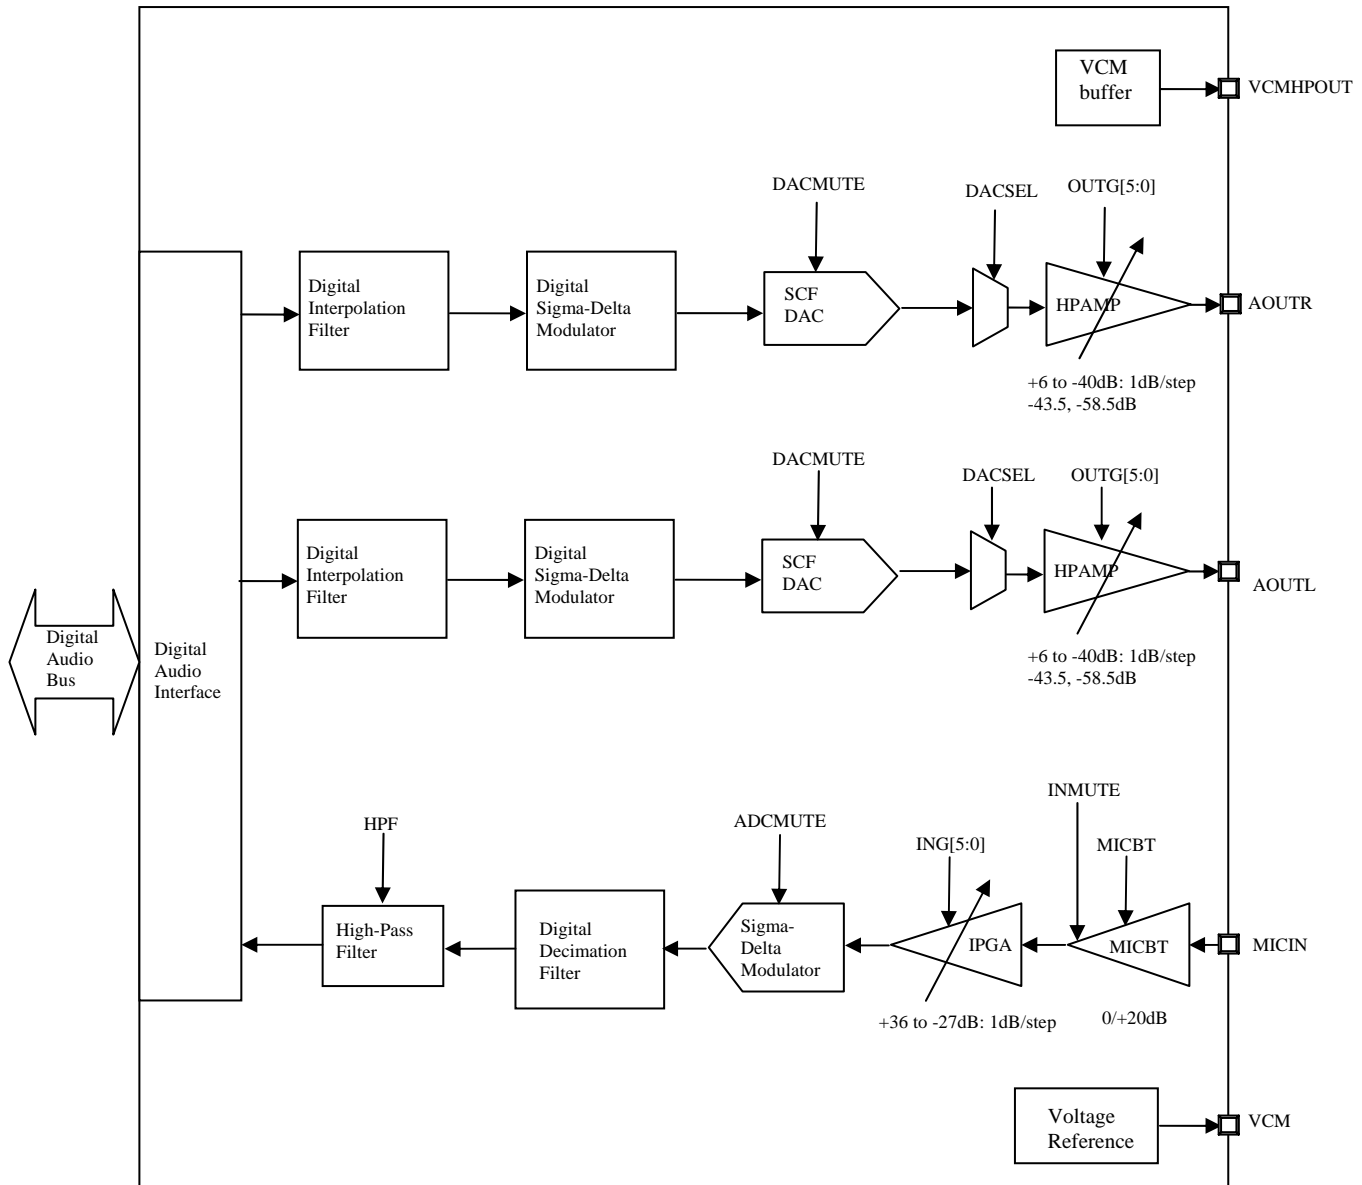 VCM
buffer
VCMHPOUT
DACMUTE
DACSEL
OUTG[5:0]
Digital
Interpolation
Filter
Digital
Sigma-Delta
Modulator
SCF
DAC
HPAMP
AOUTR
+6 to -40dB: 1dB/step
-43.5, -58.5dB
DACMUTE
DACSEL
OUTG[5:0]
Digital
Interpolation
Filter
Digital
Sigma-Delta
Modulator
SCF
DAC
HPAMP
AOUTL
+6 to -40dB: 1dB/step
-43.5, -58.5dB
Digital
Audio
Bus
Digital
Audio
Interface
HPF
ADCMUTE
ING[5:0]
INMUTE
MICBT
High-Pass
Filter
Digital
Decimation
Filter
Sigma-
Delta
Modulator
IPGA
MICBT
MICIN
+36 to -27dB: 1dB/step
0/+20dB
Voltage
Reference
VCM